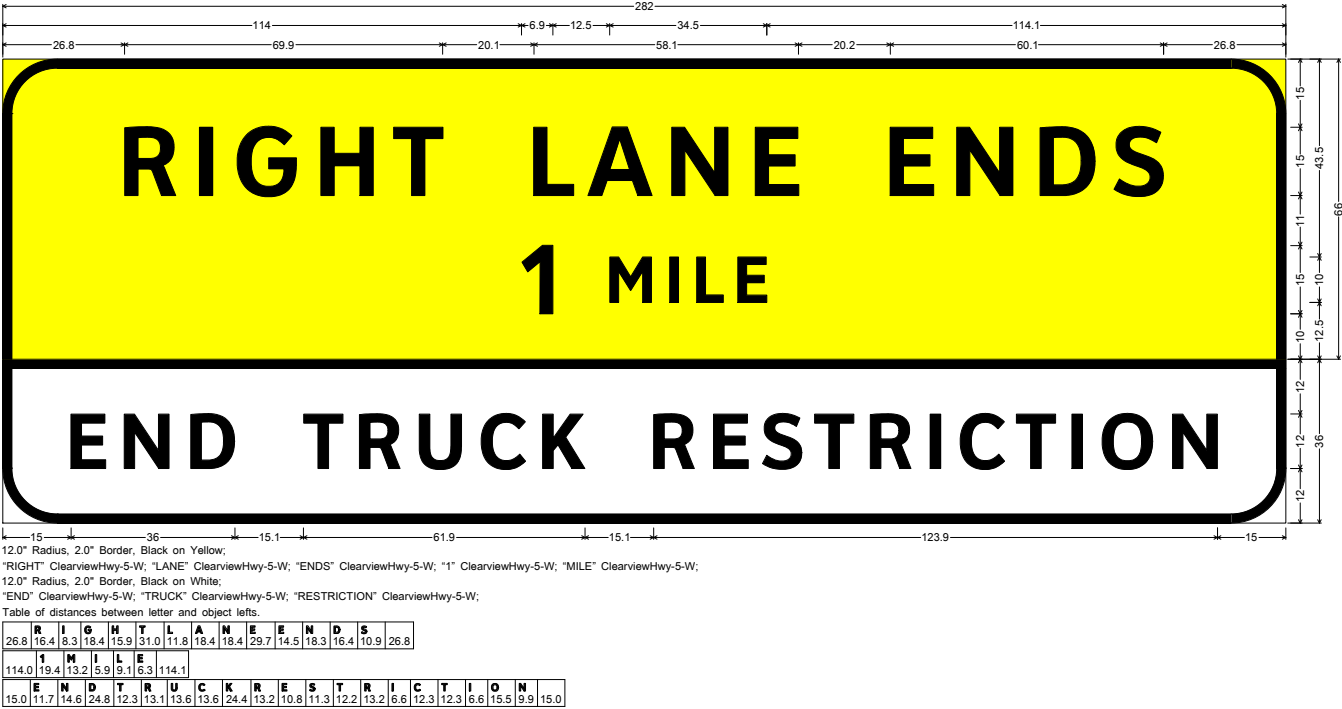 282
114 6.9 12.5 34.5 114.1
26.8 69.9 20.1 58.1 20.2 60.1 26.8
RIGHT LANE ENDS
1 MILE
END TRUCK RESTRICTION
15 15 11 15 10 12 12 12
43.5 10 12.5 36
66
15 36 15.1 61.9 15.1 123.9 15
12.0" Radius, 2.0" Border, Black on Yellow;
“RIGHT” ClearviewHwy-5-W; “LANE” ClearviewHwy-5-W; “ENDS” ClearviewHwy-5-W; “1” ClearviewHwy-5-W; “MILE” ClearviewHwy-5-W;
12.0" Radius, 2.0" Border, Black on White;
“END” ClearviewHwy-5-W; “TRUCK” ClearviewHwy-5-W; “RESTRICTION” ClearviewHwy-5-W;
Table of distances between letter and object lefts.
R I G H T L A N E E N D S
26.8 16.4 8.3 18.4 15.9 31.0 11.8 18.4 18.4 29.7 14.5 18.3 16.4 10.9 26.8
1 M I L E
114.0 19.4 13.2 5.9 9.1 6.3 114.1
E N D T R U C K R E S T R I C T I O N
15.0 11.7 14.6 24.8 12.3 13.1 13.6 13.6 24.4 13.2 10.8 11.3 12.2 13.2 6.6 12.3 12.3 6.6 15.5 9.9 15.0